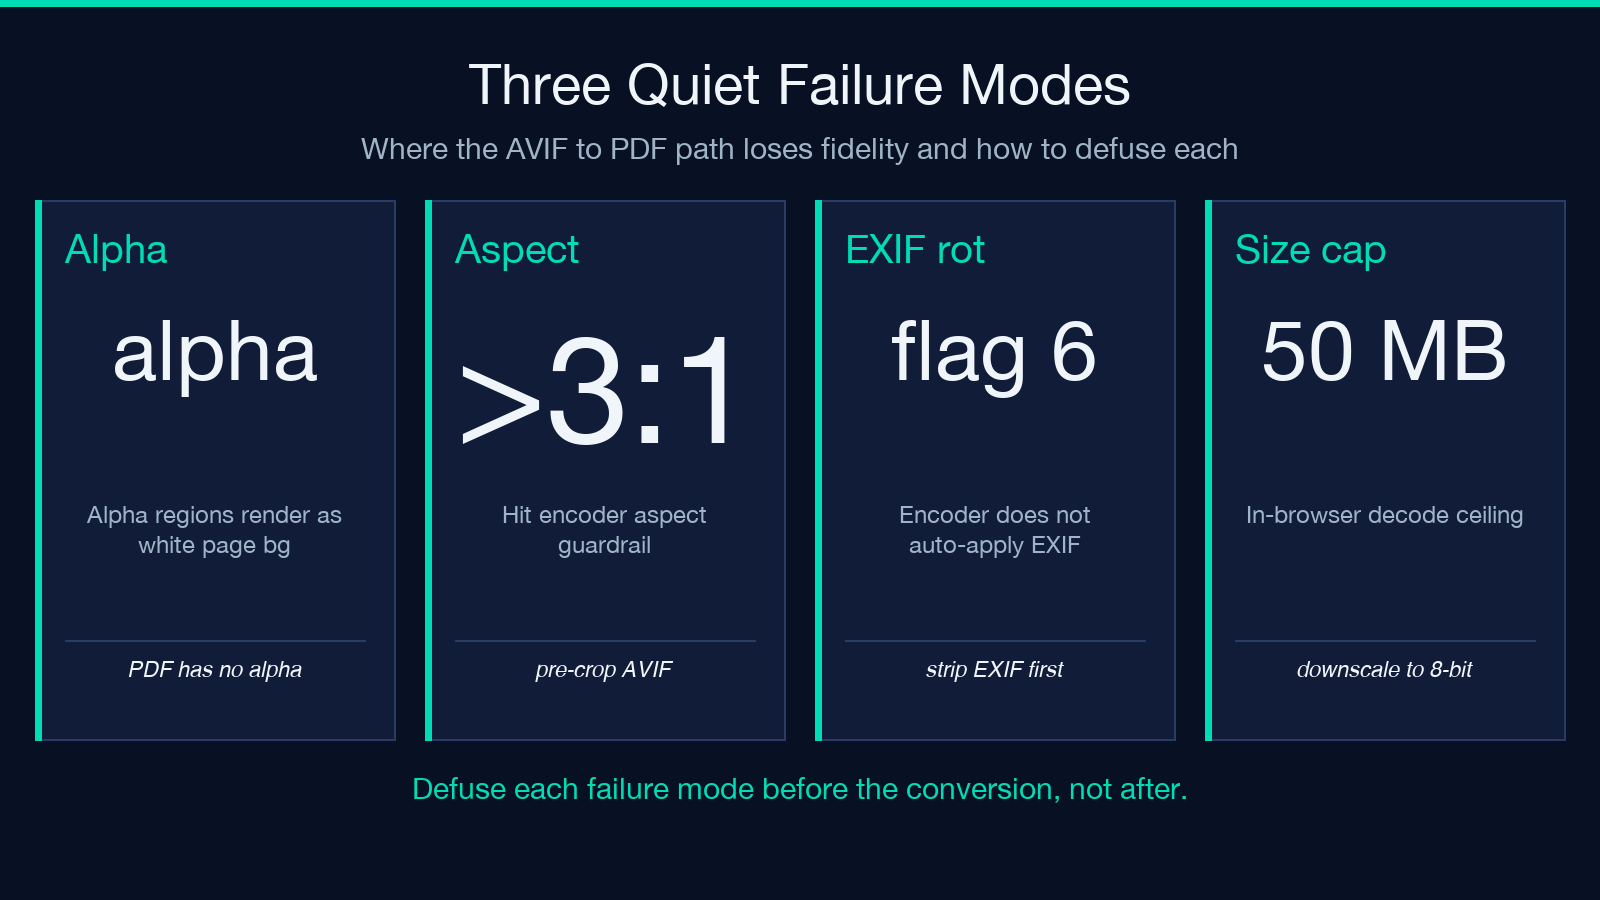 Three Quiet Failure Modes
Where the AVIF to PDF path loses fidelity and how to defuse each
Alpha
alpha
Alpha regions render as
white page bg
PDF has no alpha
Aspect
>3:1
Hit encoder aspect
guardrail
pre-crop AVIF
EXIF rot
flag 6
Encoder does not
auto-apply EXIF
strip EXIF first
Size cap
50 MB
In-browser decode ceiling
downscale to 8-bit
Defuse each failure mode before the conversion, not after.